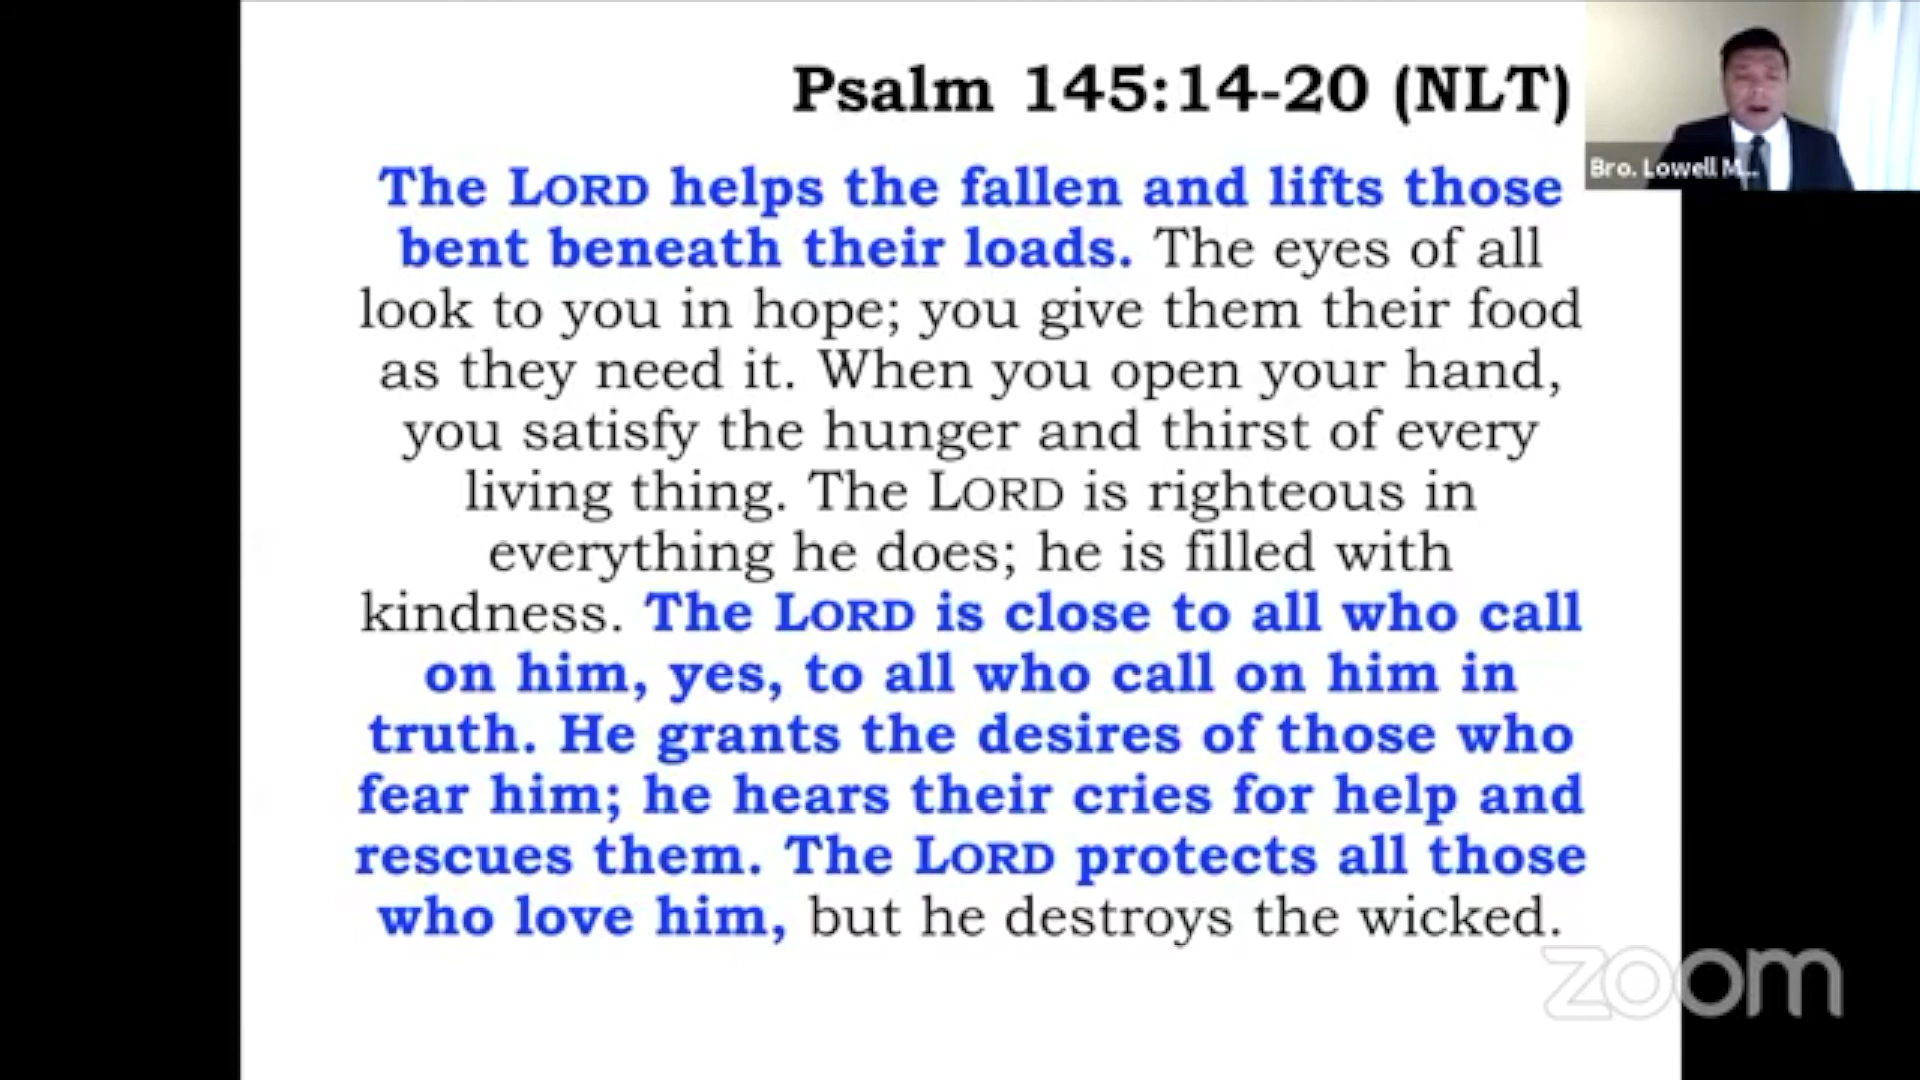 Psalm 145:14-20 (NLT)
Bro. Lowell M...
The LORD helps the fallen and lifts those
bent beneath their loads. The eyes of all
look to you in hope; you give them their food
as they need it. When you open your hand,
you satisfy the hunger and thirst of every
living thing. The LORD is righteous in
everything he does; he is filled with
kindness. The LORD is close to all who call
on him, yes, to all who call on him in
truth. He grants the desires of those who
fear him; he hears their cries for help and
rescues them. The LORD protects all those
who love him, but he destroys the wicked.
zoom